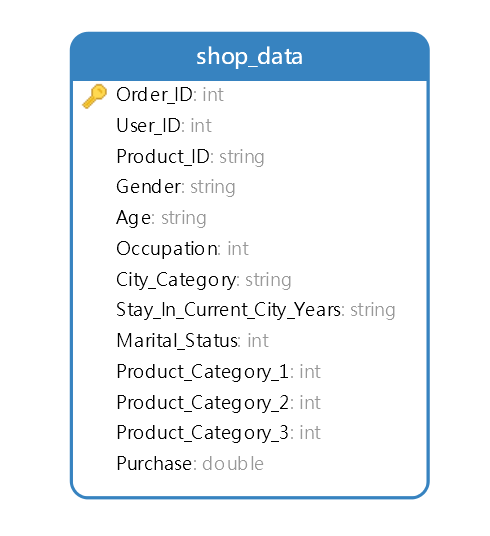 shop_data
Order_ID: int
User_ID: int
Product_ID: string
Gender: string
Age: string
Occupation: int
City_Category: string
Stay_In_Current_City_Years: string
Marital_Status: int
Product_Category_1: int
Product_Category_2: int
Product_Category_3: int
Purchase: double